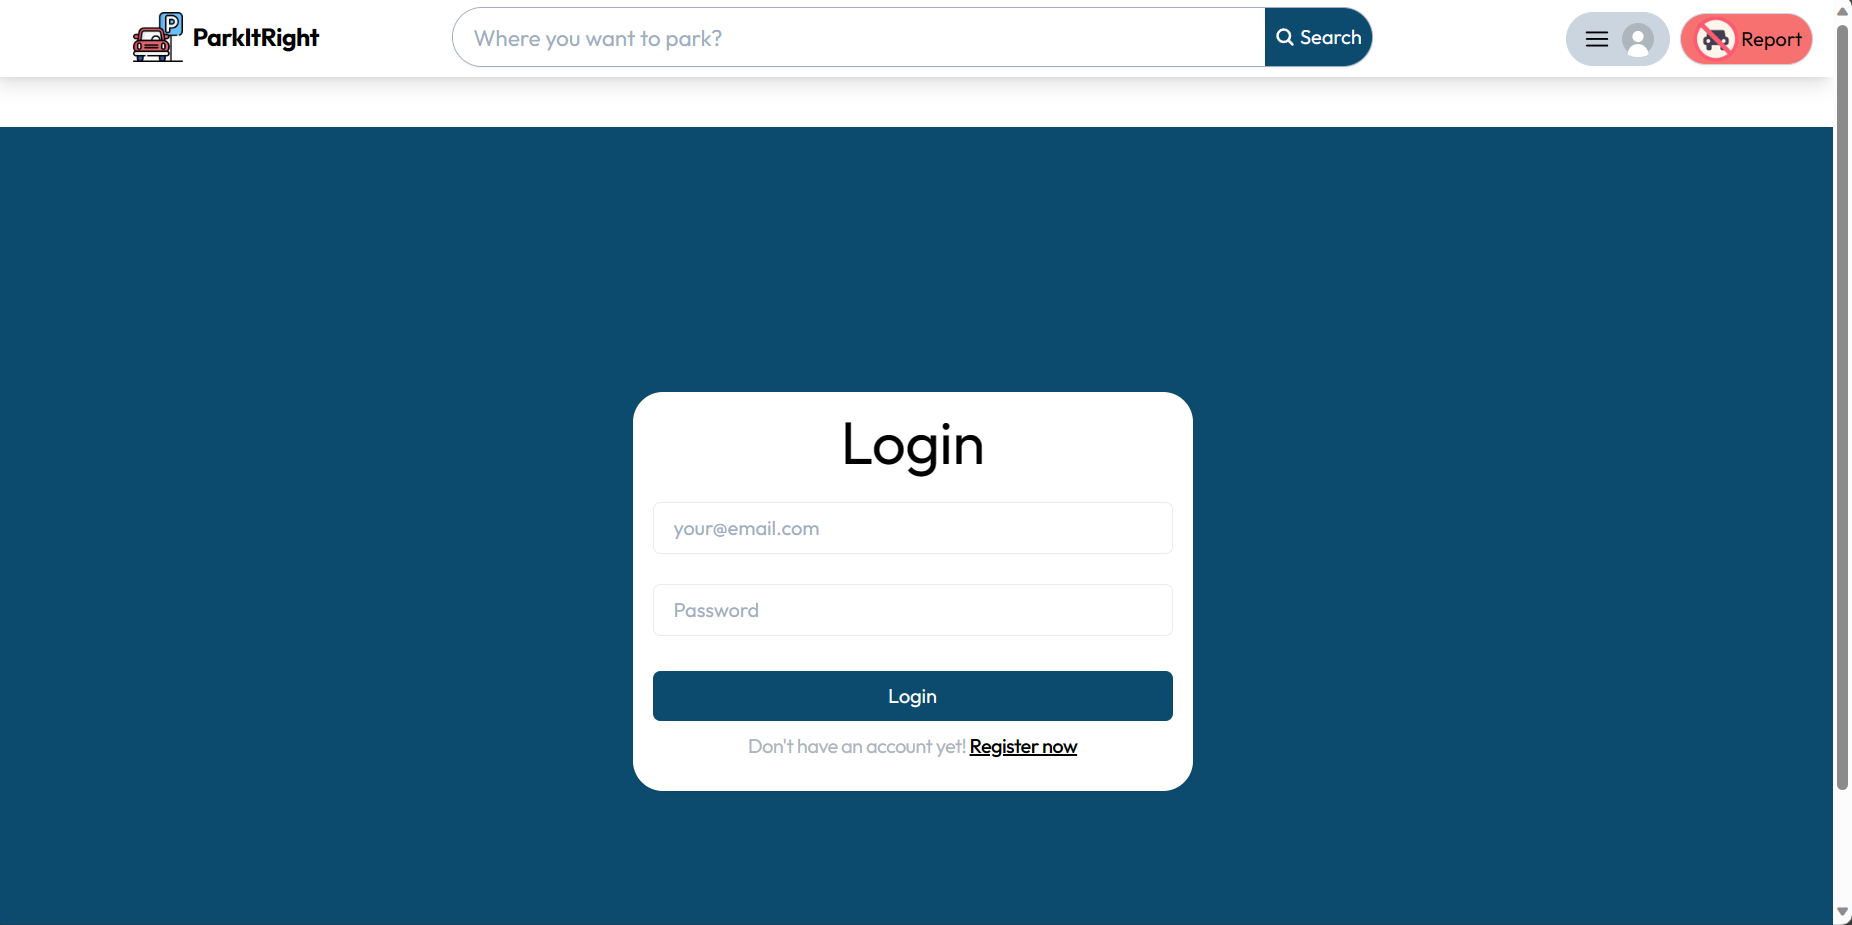 P
ParkItRight
Where you want to park?
Search
Report
Login
your@email.com
Password
Login
Don't have an account yet! Register now